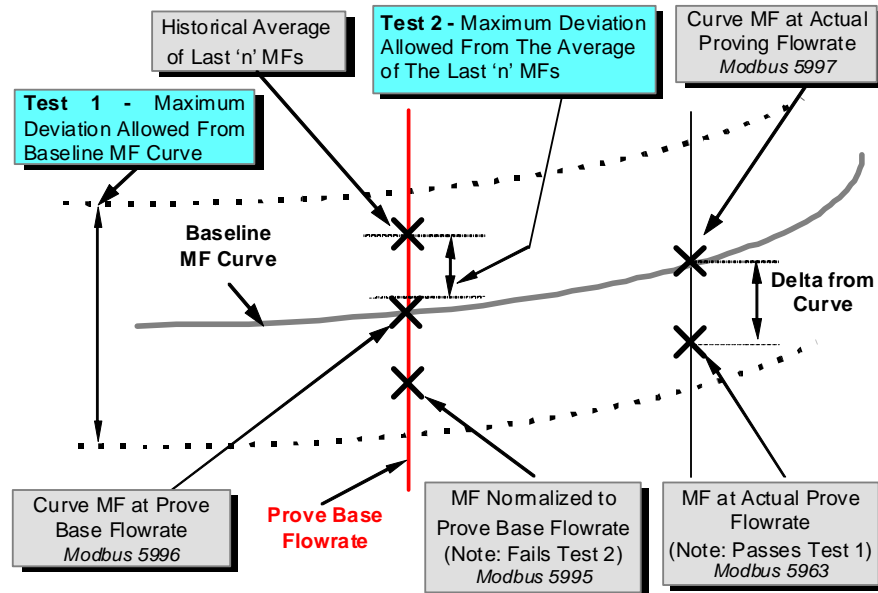 Historical Average
of Last ‘n’ MFs
Test 2 - Maximum Deviation
Allowed From The Average
of The Last ‘n’ MFs
Curve MF at Actual
Proving Flowrate
Modbus 5997
Test 1 - Maximum
Deviation Allowed From
Baseline MF Curve
Baseline
MF Curve
Delta from
Curve
Curve MF at Prove
Base Flowrate
Modbus 5996
Prove Base
Flowrate
MF Normalized to
Prove Base Flowrate
(Note: Fails Test 2)
Modbus 5995
MF at Actual Prove
Flowrate
(Note: Passes Test 1)
Modbus 5963